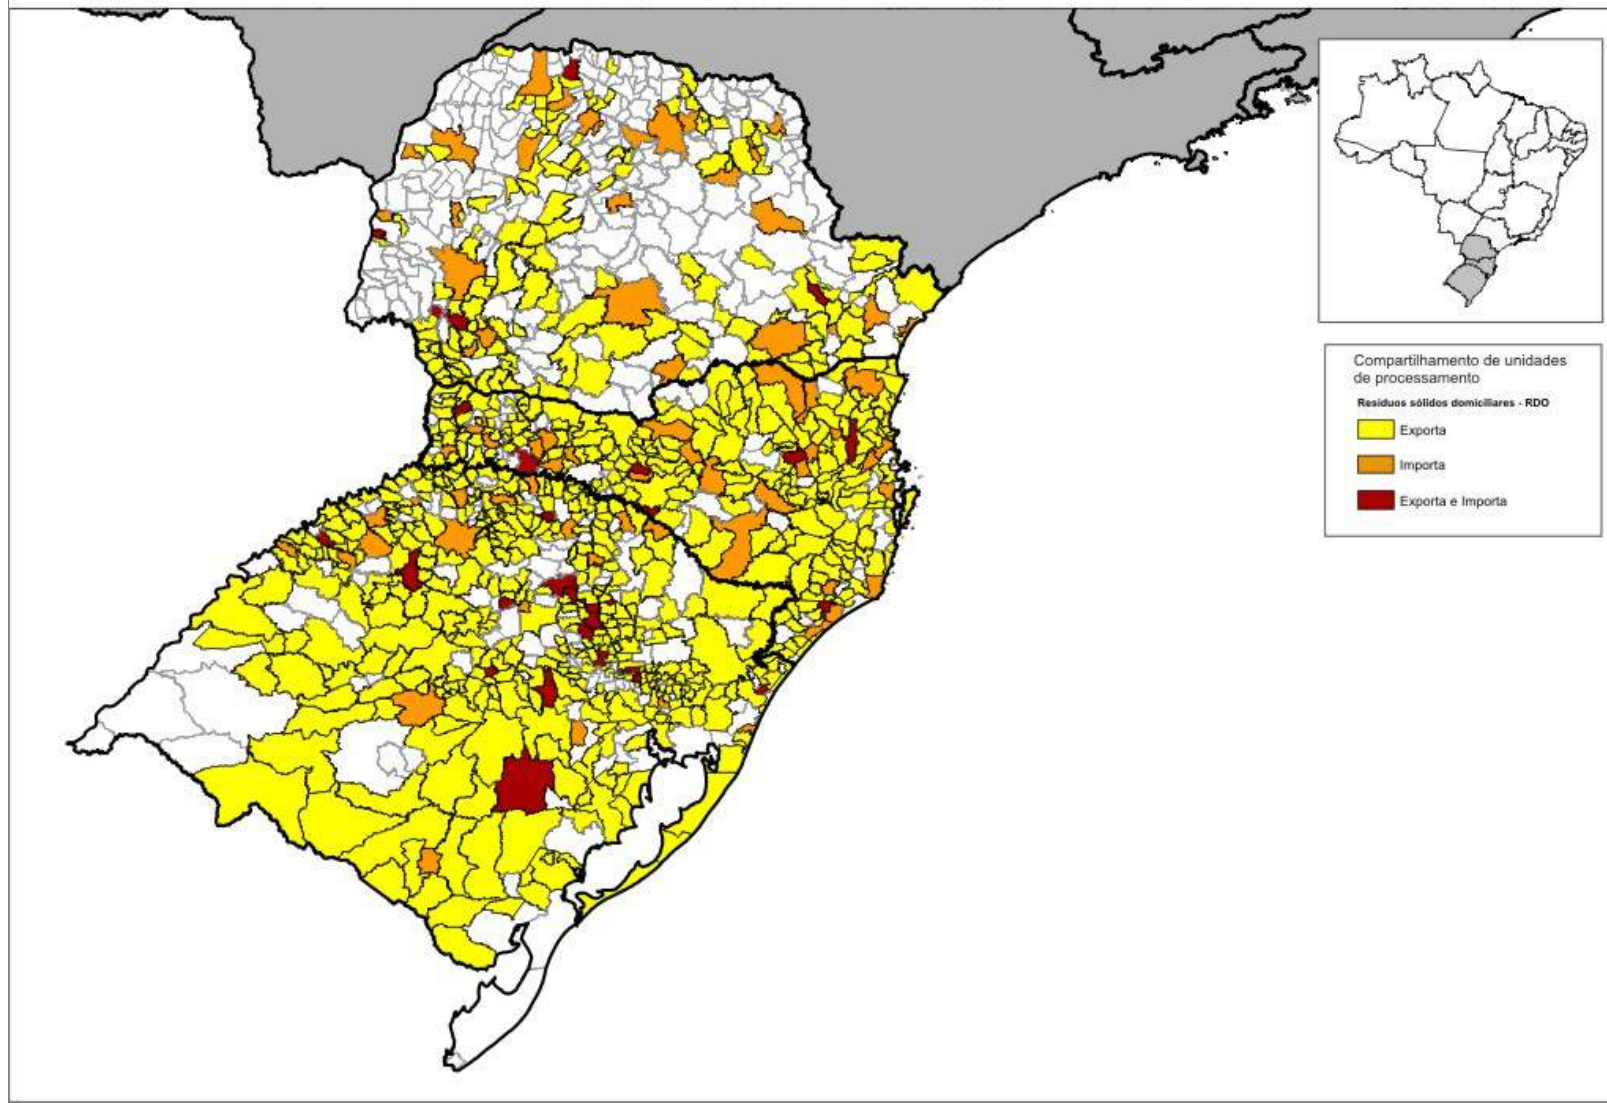 Compartilhamento de unidades
de processamento
Resíduos sólidos domiciliares - RDO
Exporta
Importa
Exporta e Importa